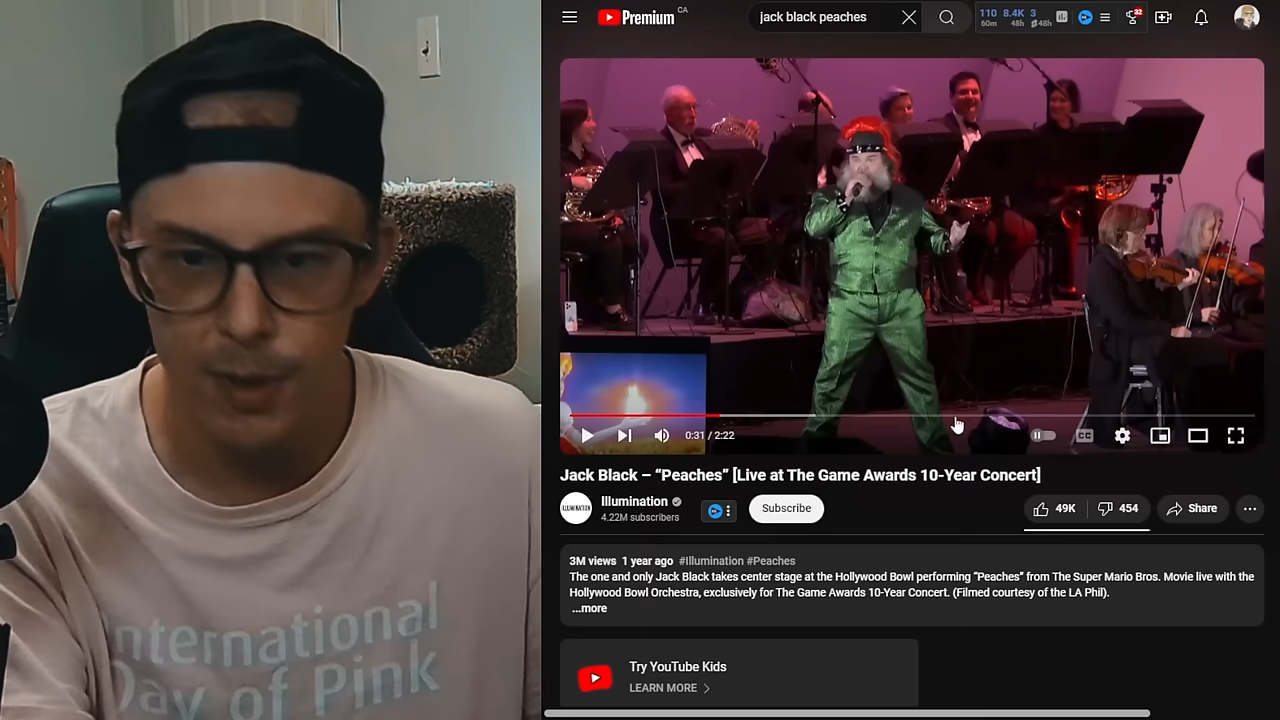 nternational
Day of Pink
Premium
CA
jack black peaches
110 8.4K 3
60m 48h 48h
32
0:31 / 2:22
CC
Jack Black – “Peaches” [Live at The Game Awards 10-Year Concert]
ILLUMINATION
Illumination
4.22M subscribers
Subscribe
49K
454
Share
3M views 1 year ago #Illumination #Peaches
The one and only Jack Black takes center stage at the Hollywood Bowl performing “Peaches” from The Super Mario Bros. Movie live with the
Hollywood Bowl Orchestra, exclusively for The Game Awards 10-Year Concert. (Filmed courtesy of the LA Phil).
...more
Try YouTube Kids
LEARN MORE